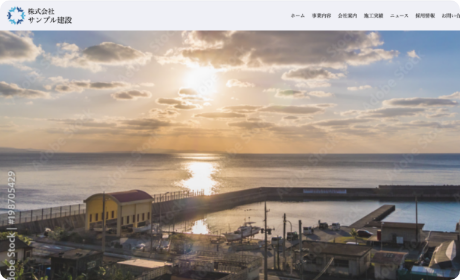 株式会社
サンプル建設
ホーム 事業内容 会社案内 施工実績 ニュース 採用情報 お問い合
Adobe Stock | #198705429